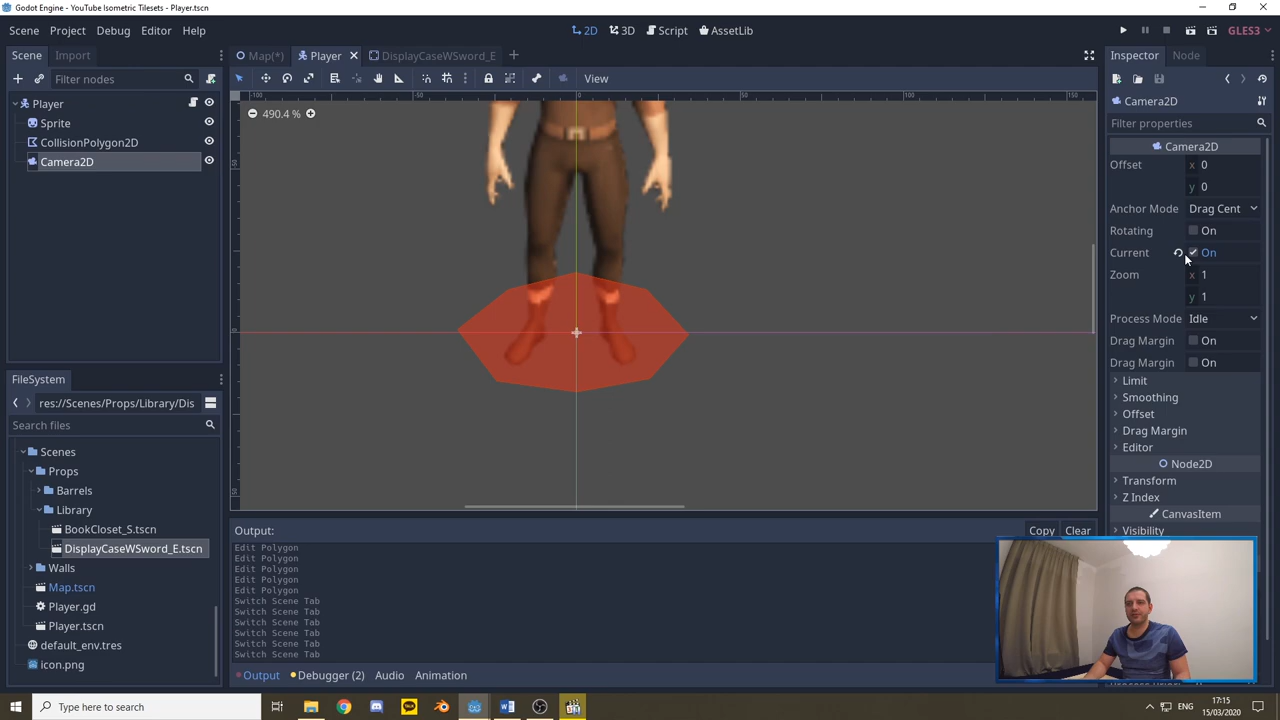 Godot Engine - YouTube Isometric Tilesets - Player.tscn
Scene Project Debug Editor Help
2D 3D Script AssetLib
GLES3
Scene Import
Filter nodes
Player
Sprite
CollisionPolygon2D
Camera2D
Map(*) Player DisplayCaseWSword_E
View
-100 -50 0 50 100 150
490.4 %
Inspector Node
Camera2D
Filter properties
Camera2D
Offset x 0
y 0
Anchor Mode Drag Cent
Rotating On
Current On
Zoom x 1
y 1
Process Mode Idle
Drag Margin On
Drag Margin On
Limit
Smoothing
Offset
Drag Margin
Editor
Node2D
Transform
Z Index
CanvasItem
Visibility
FileSystem
res://Scenes/Props/Library/Dis
Search files
Scenes
Props
Barrels
Library
BookCloset_S.tscn
DisplayCaseWSword_E.tscn
Walls
Map.tscn
Player.gd
Player.tscn
default_env.tres
icon.png
Output:
Copy Clear
Edit Polygon
Edit Polygon
Edit Polygon
Edit Polygon
Edit Polygon
Switch Scene Tab
Switch Scene Tab
Switch Scene Tab
Switch Scene Tab
Switch Scene Tab
Switch Scene Tab
Output Debugger (2) Audio Animation
Type here to search
ENG
17:15
15/03/2020